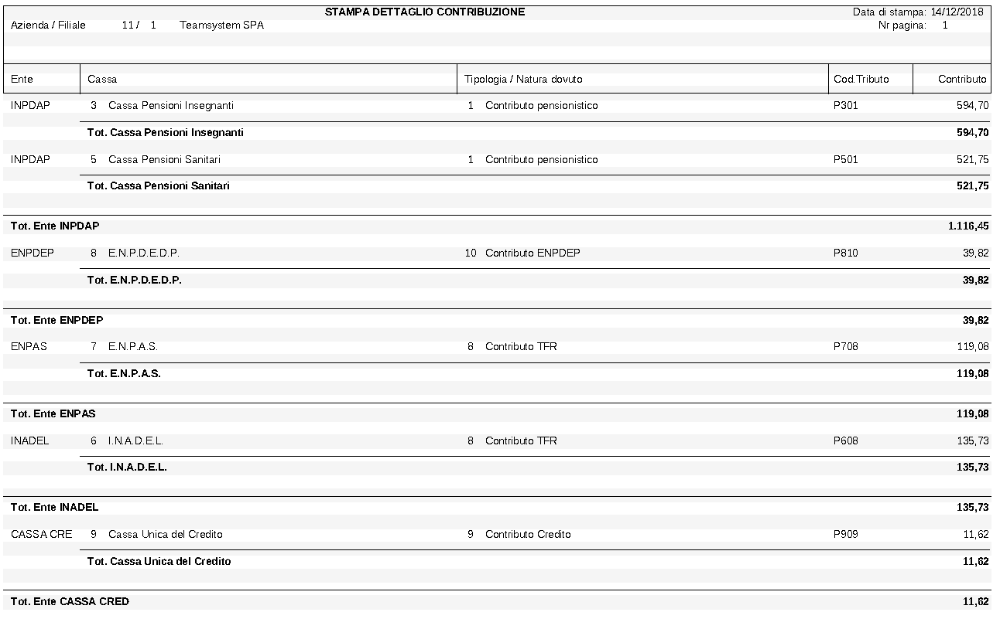 STAMPA DETTAGLIO CONTRIBUZIONE Data di stampa: 14/12/2018
Azienda / Filiale 11 / 1 Teamsystem SPA Nr pagina: 1
Ente Cassa Tipologia / Natura dovuto Cod.Tributo Contributo
INPDAP 3 Cassa Pensioni Insegnanti 1 Contributo pensionistico P301 594,70
Tot. Cassa Pensioni Insegnanti 594,70
INPDAP 5 Cassa Pensioni Sanitari 1 Contributo pensionistico P501 521,75
Tot. Cassa Pensioni Sanitari 521,75
Tot. Ente INPDAP 1.116,45
ENPDEP 8 E.N.P.D.E.D.P. 10 Contributo ENPDEP P810 39,82
Tot. E.N.P.D.E.D.P. 39,82
Tot. Ente ENPDEP 39,82
ENPAS 7 E.N.P.A.S. 8 Contributo TFR P708 119,08
Tot. E.N.P.A.S. 119,08
Tot. Ente ENPAS 119,08
INADEL 6 I.N.A.D.E.L. 8 Contributo TFR P608 135,73
Tot. I.N.A.D.E.L. 135,73
Tot. Ente INADEL 135,73
CASSA CRE 9 Cassa Unica del Credito 9 Contributo Credito P909 11,62
Tot. Cassa Unica del Credito 11,62
Tot. Ente CASSA CRED 11,62